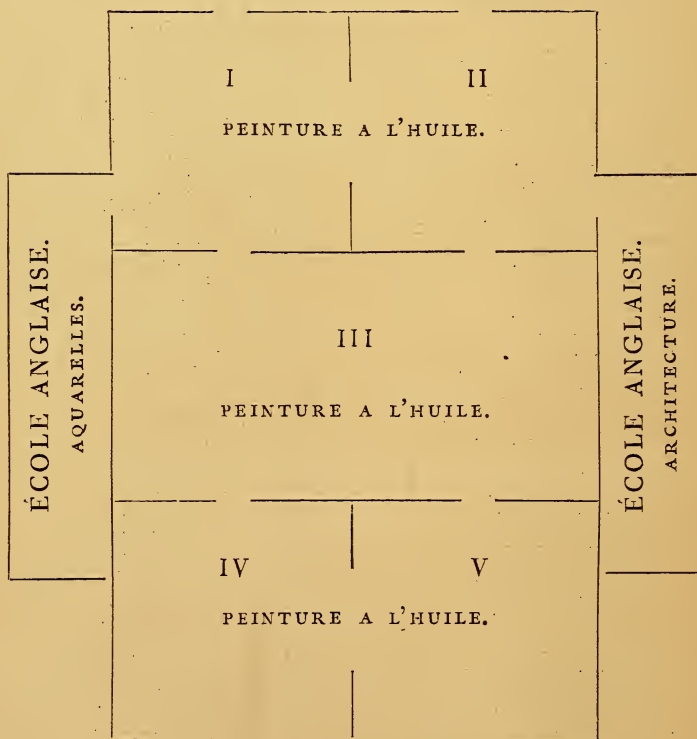 I II
PEINTURE A L'HUILE.
ÉCOLE ANGLAISE.
AQUARELLES.
III
PEINTURE A L'HUILE.
ÉCOLE ANGLAISE.
ARCHITECTURE.
IV V
PEINTURE A L'HUILE.